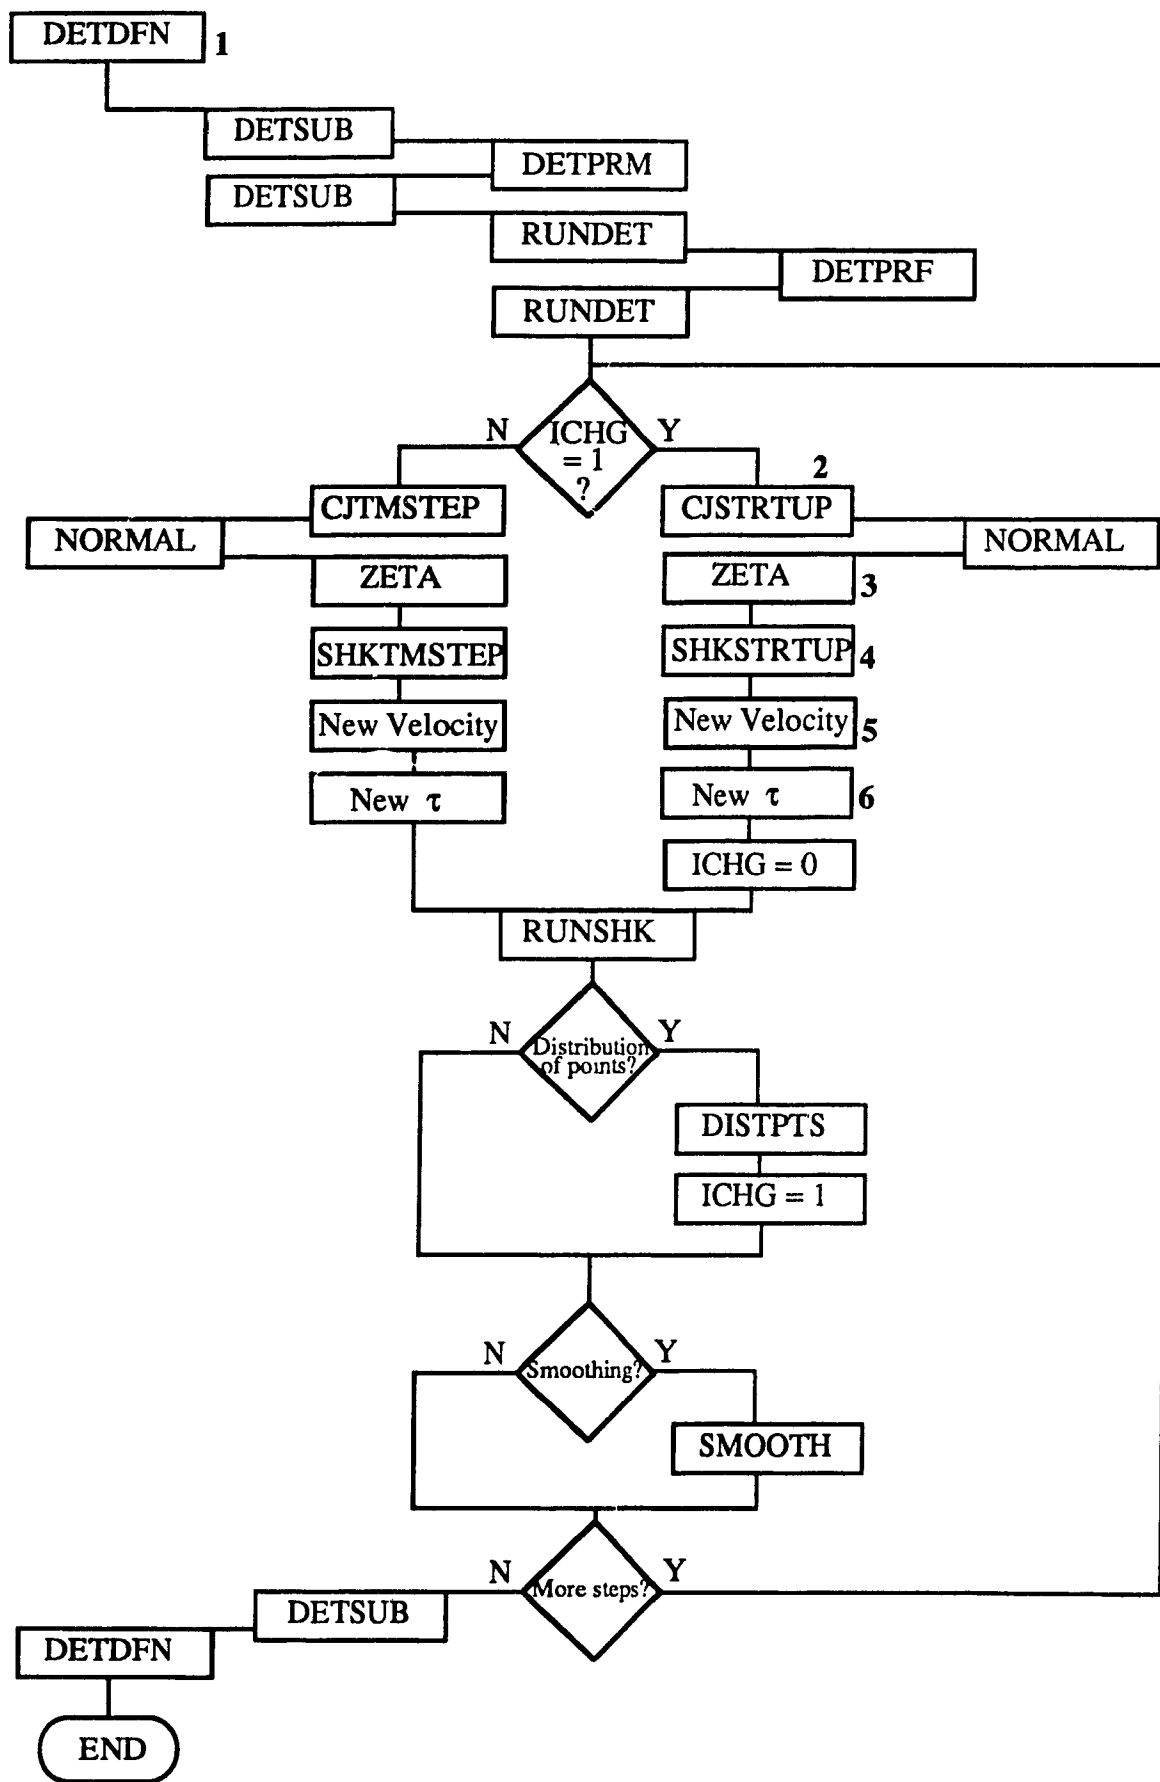 DETDFN 1
DETSUB
DETPRM
DETSUB
RUNDET
DETPRF
RUNDET
N
ICHG
= 1
?
Y
CJTMSTEP
2
CJSTRTUP
NORMAL
NORMAL
ZETA
ZETA 3
SHKTMSTEP
SHKSTRTUP 4
New Velocity
New Velocity 5
New τ
New τ 6
ICHG = 0
RUNSHK
N
Distribution
of points?
Y
DISTPTS
ICHG = 1
N
Smoothing?
Y
SMOOTH
N
More steps?
Y
DETSUB
DETDFN
END